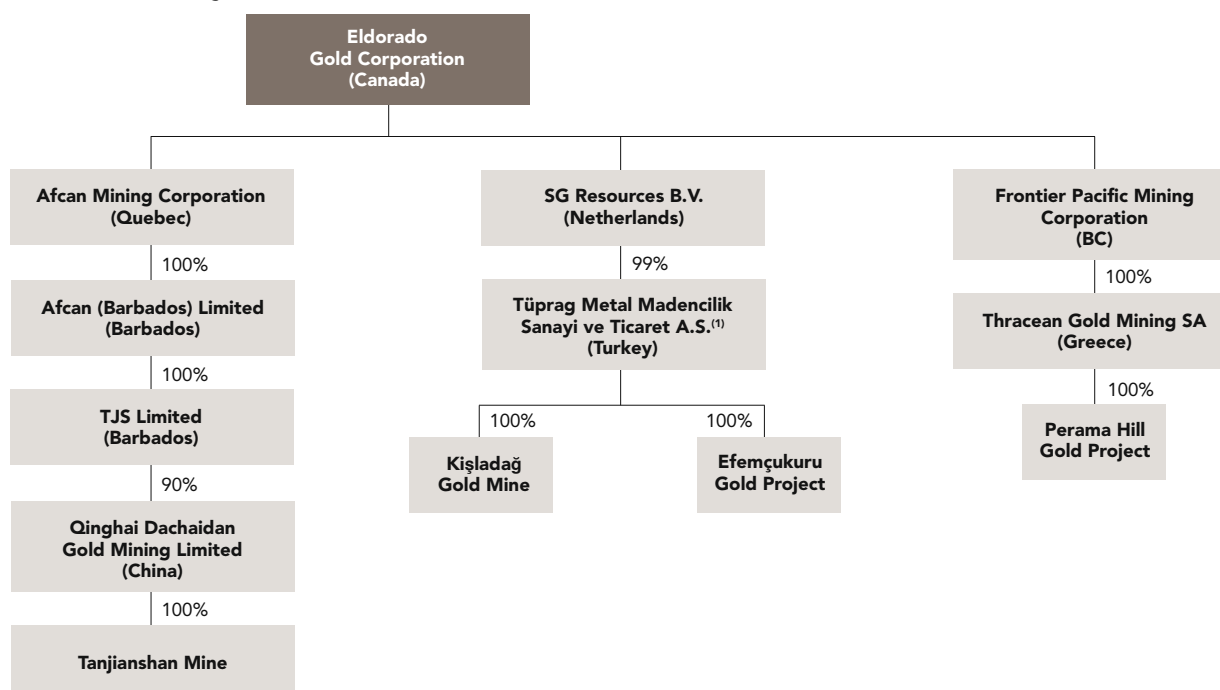 Eldorado
Gold Corporation
(Canada)
Afcan Mining Corporation
(Quebec)
100%
Afcan (Barbados) Limited
(Barbados)
100%
TJS Limited
(Barbados)
90%
Qinghai Dachaidan
Gold Mining Limited
(China)
100%
Tanjianshan Mine
SG Resources B.V.
(Netherlands)
99%
Tüprag Metal Madencilik
Sanayi ve Ticaret A.S.(1)
(Turkey)
100%
Kişladağ
Gold Mine
100%
Efemçukuru
Gold Project
Frontier Pacific Mining
Corporation
(BC)
100%
Thracean Gold Mining SA
(Greece)
100%
Perama Hill
Gold Project